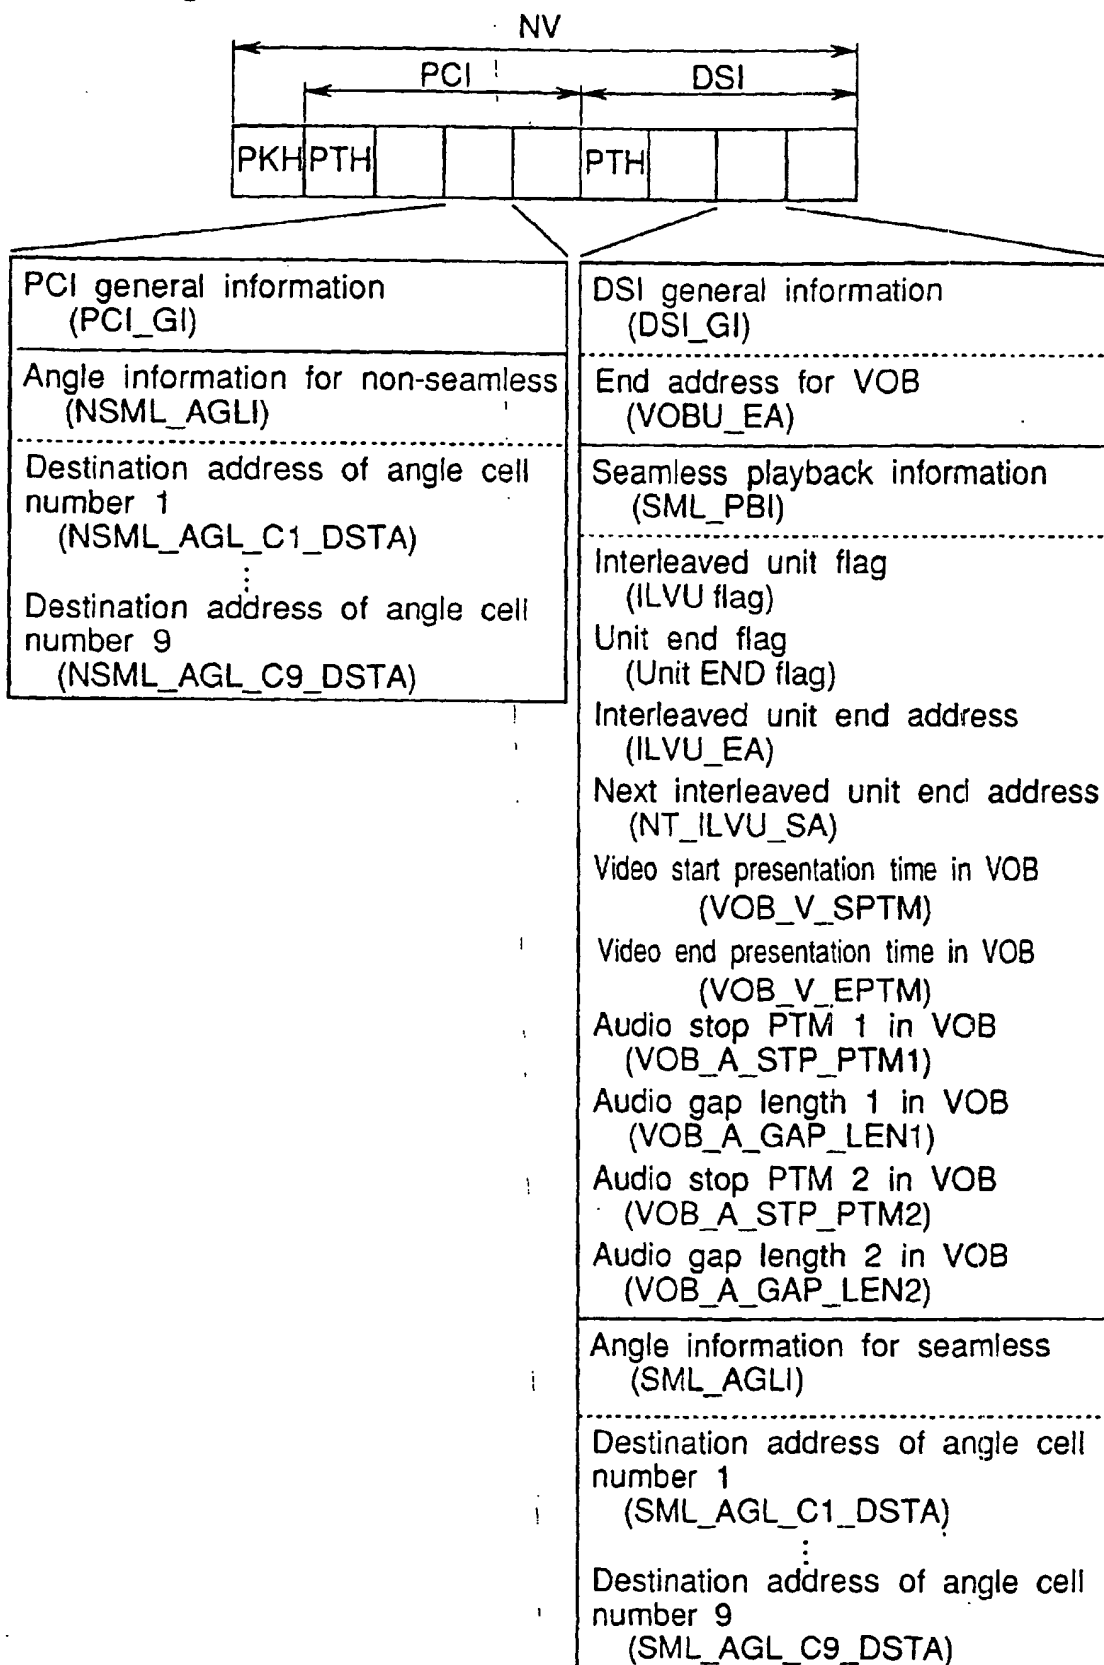 NV
PCI
DSI
PKH PTH PTH
PCI general information
(PCI_GI)
Angle information for non-seamless
(NSML_AGLI)
Destination address of angle cell
number 1
(NSML_AGL_C1_DSTA)
⋮
Destination address of angle cell
number 9
(NSML_AGL_C9_DSTA)
DSI general information
(DSI_GI)
End address for VOB
(VOBU_EA)
Seamless playback information
(SML_PBI)
Interleaved unit flag
(ILVU flag)
Unit end flag
(Unit END flag)
Interleaved unit end address
(ILVU_EA)
Next interleaved unit end address
(NT_ILVU_SA)
Video start presentation time in VOB
(VOB_V_SPTM)
Video end presentation time in VOB
(VOB_V_EPTM)
Audio stop PTM 1 in VOB
(VOB_A_STP_PTM1)
Audio gap length 1 in VOB
(VOB_A_GAP_LEN1)
Audio stop PTM 2 in VOB
(VOB_A_STP_PTM2)
Audio gap length 2 in VOB
(VOB_A_GAP_LEN2)
Angle information for seamless
(SML_AGLI)
Destination address of angle cell
number 1
(SML_AGL_C1_DSTA)
⋮
Destination address of angle cell
number 9
(SML_AGL_C9_DSTA)